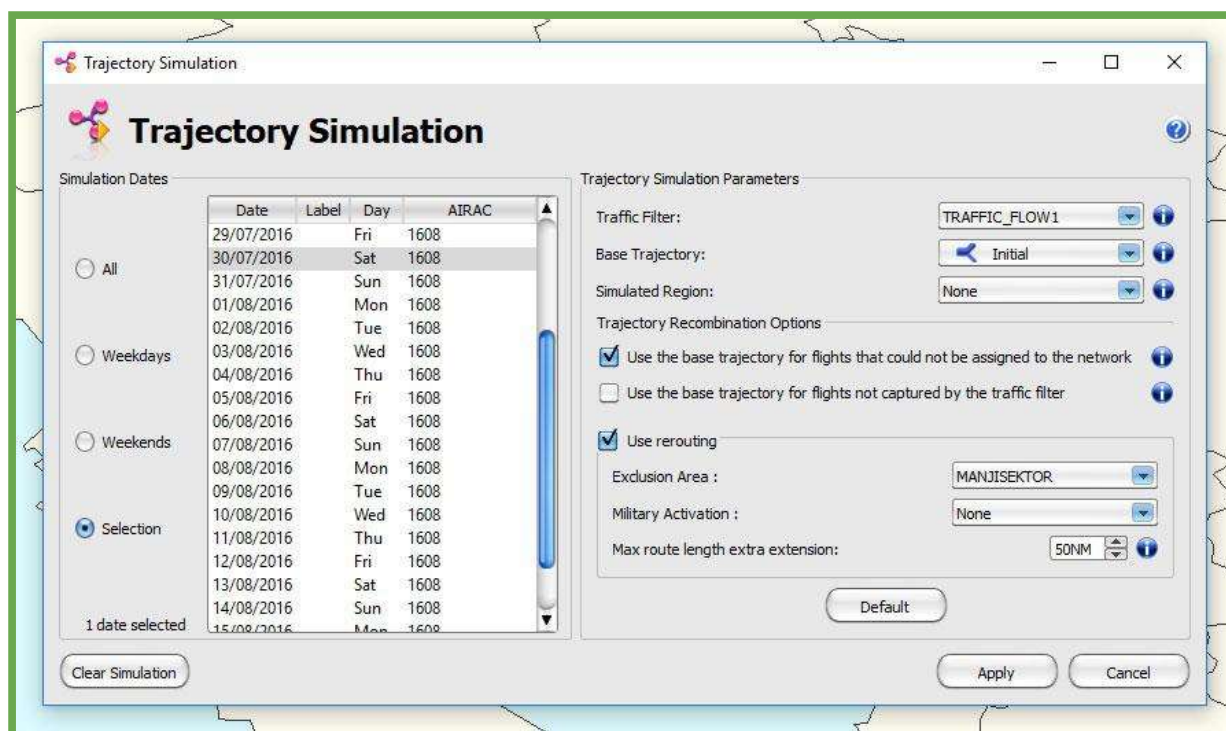 Trajectory Simulation
Trajectory Simulation
Simulation Dates
Date Label Day AIRAC
29/07/2016 Fri 1608
30/07/2016 Sat 1608
31/07/2016 Sun 1608
01/08/2016 Mon 1608
02/08/2016 Tue 1608
03/08/2016 Wed 1608
04/08/2016 Thu 1608
05/08/2016 Fri 1608
06/08/2016 Sat 1608
07/08/2016 Sun 1608
08/08/2016 Mon 1608
09/08/2016 Tue 1608
10/08/2016 Wed 1608
11/08/2016 Thu 1608
12/08/2016 Fri 1608
13/08/2016 Sat 1608
14/08/2016 Sun 1608
15/08/2016 Mon 1608
All
Weekdays
Weekends
Selection
1 date selected
Trajectory Simulation Parameters
Traffic Filter: TRAFFIC_FLOW1
Base Trajectory: Initial
Simulated Region: None
Trajectory Recombination Options
Use the base trajectory for flights that could not be assigned to the network
Use the base trajectory for flights not captured by the traffic filter
Use rerouting
Exclusion Area : MANJISEKTOR
Military Activation : None
Max route length extra extension: 50NM
Default
Clear Simulation
Apply
Cancel